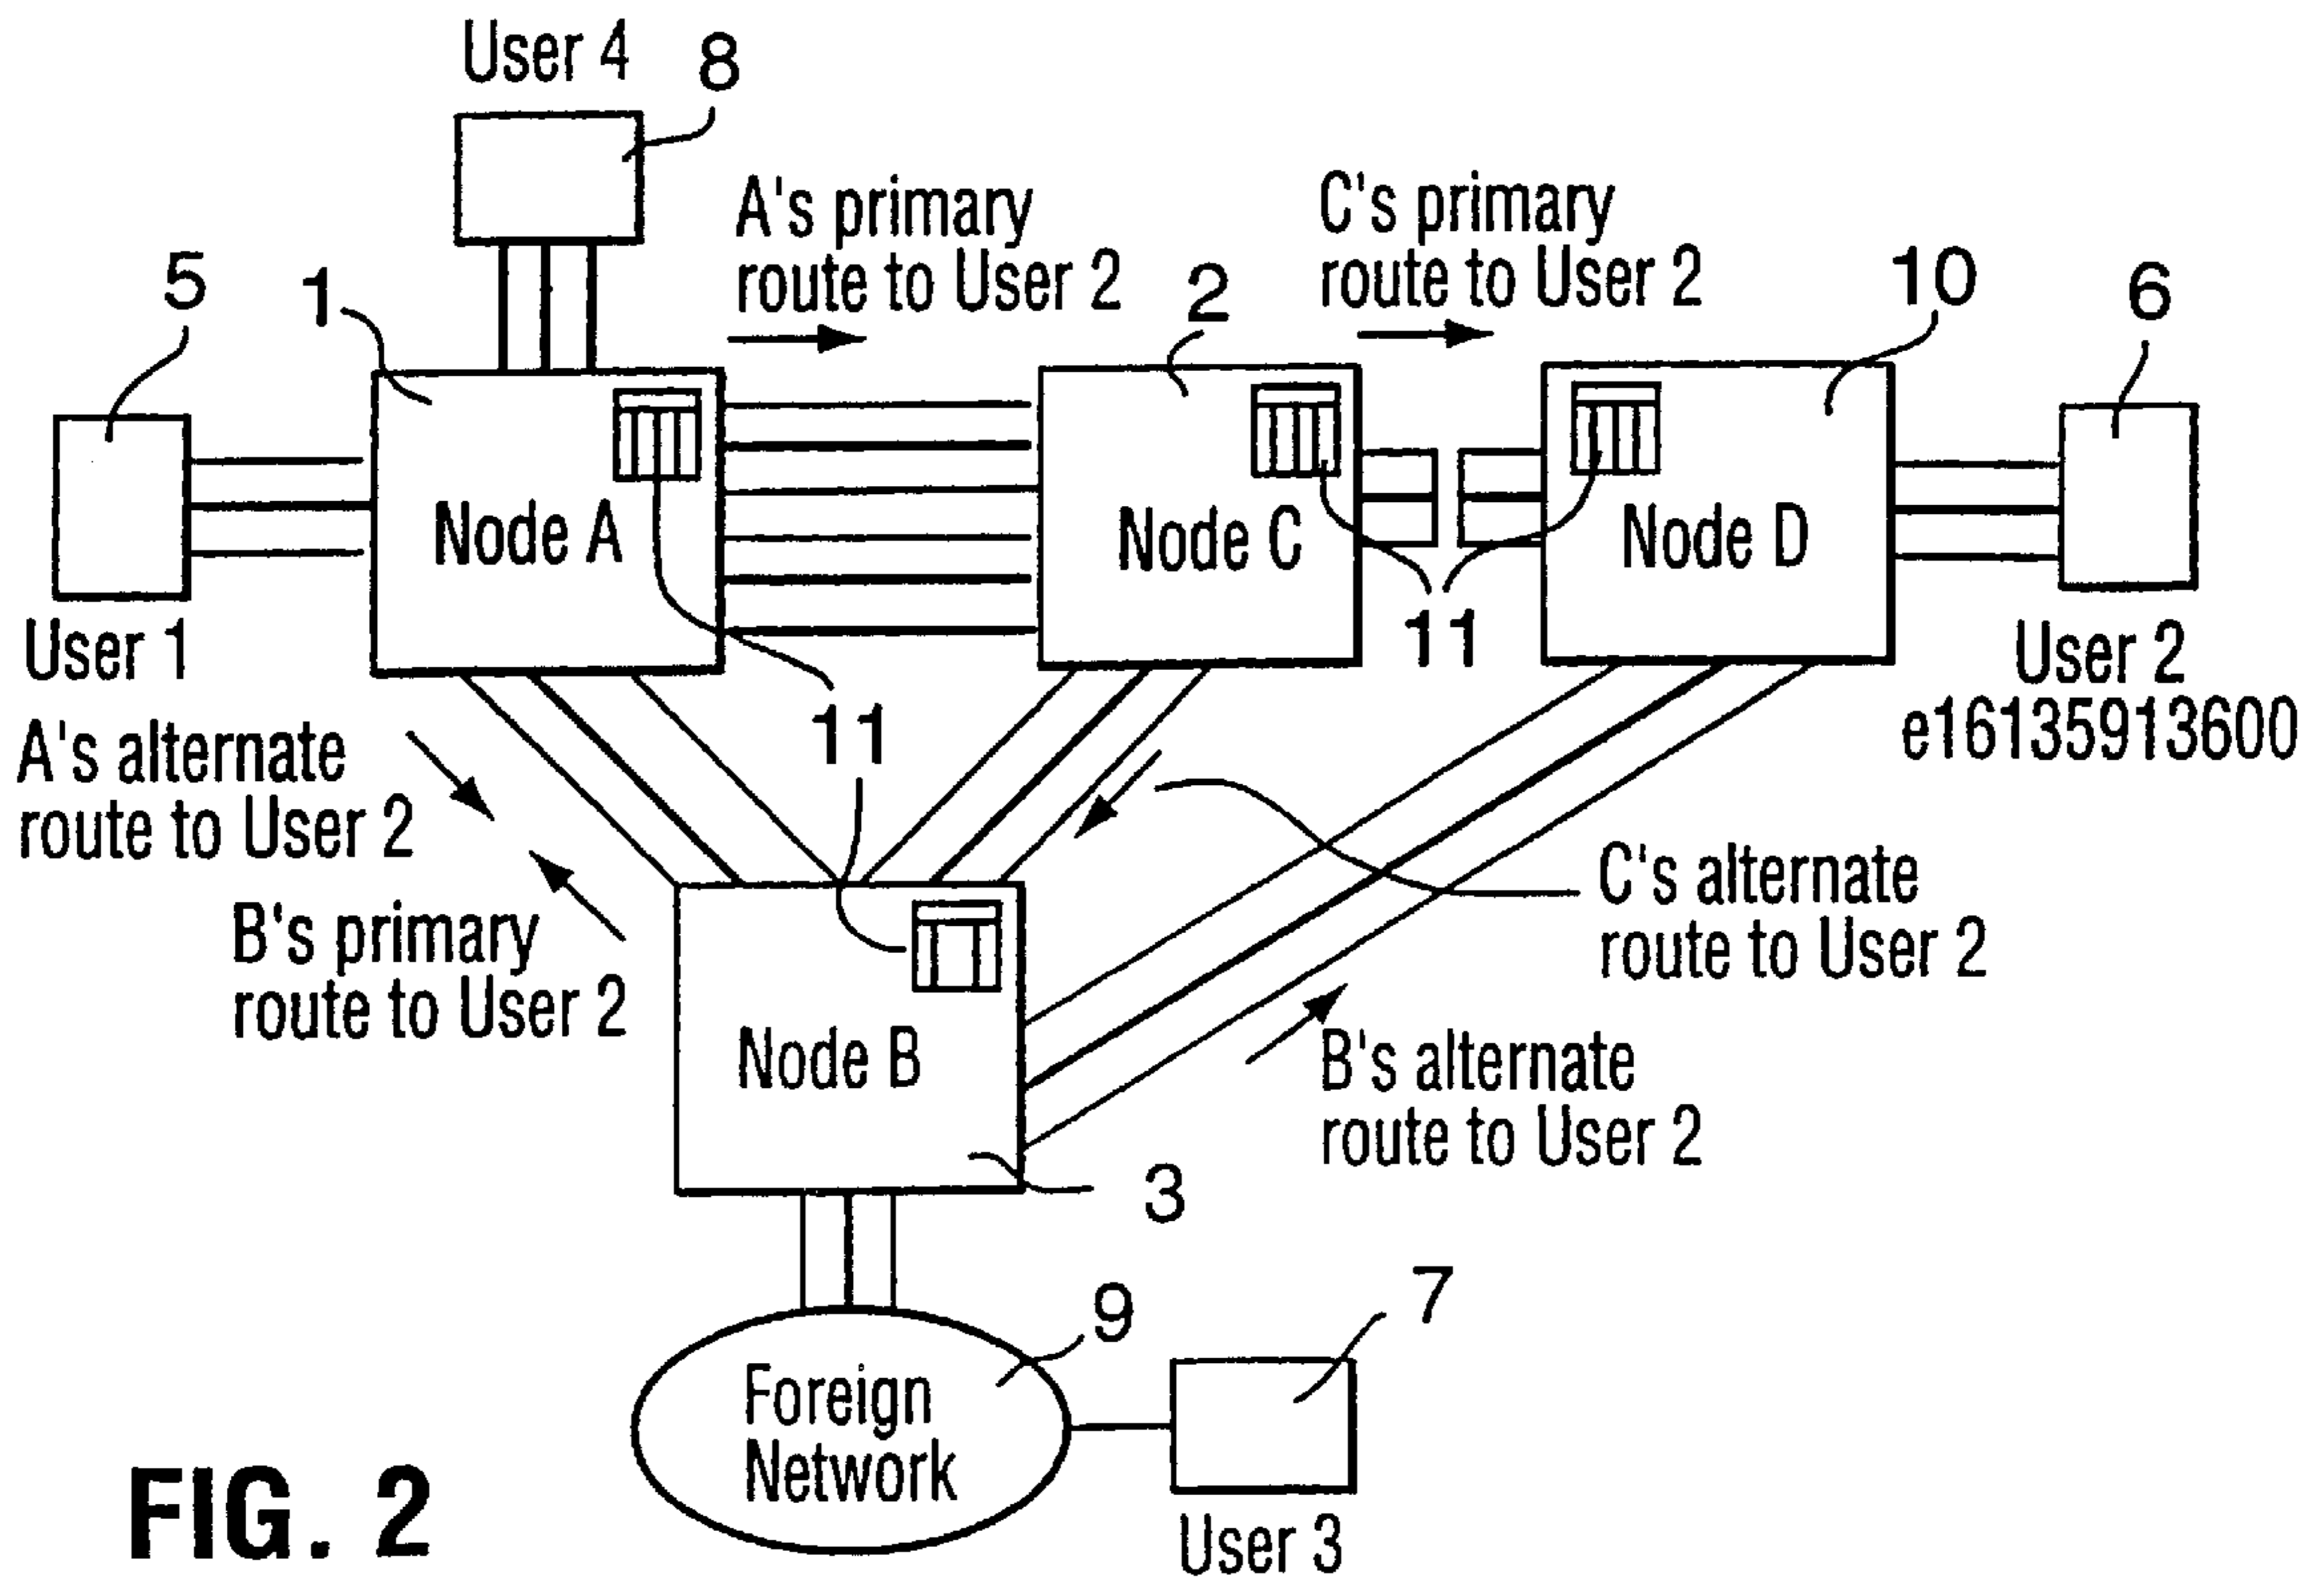 User 4
8
A's primary
route to User 2
C's primary
route to User 2
5
1
2
10
6
Node A
Node C
Node D
11
User 1
User 2
e16135913600
11
A's alternate
route to User 2
B's primary
route to User 2
C's alternate
route to User 2
Node B
B's alternate
route to User 2
3
9
7
Foreign
Network
User 3
FIG. 2